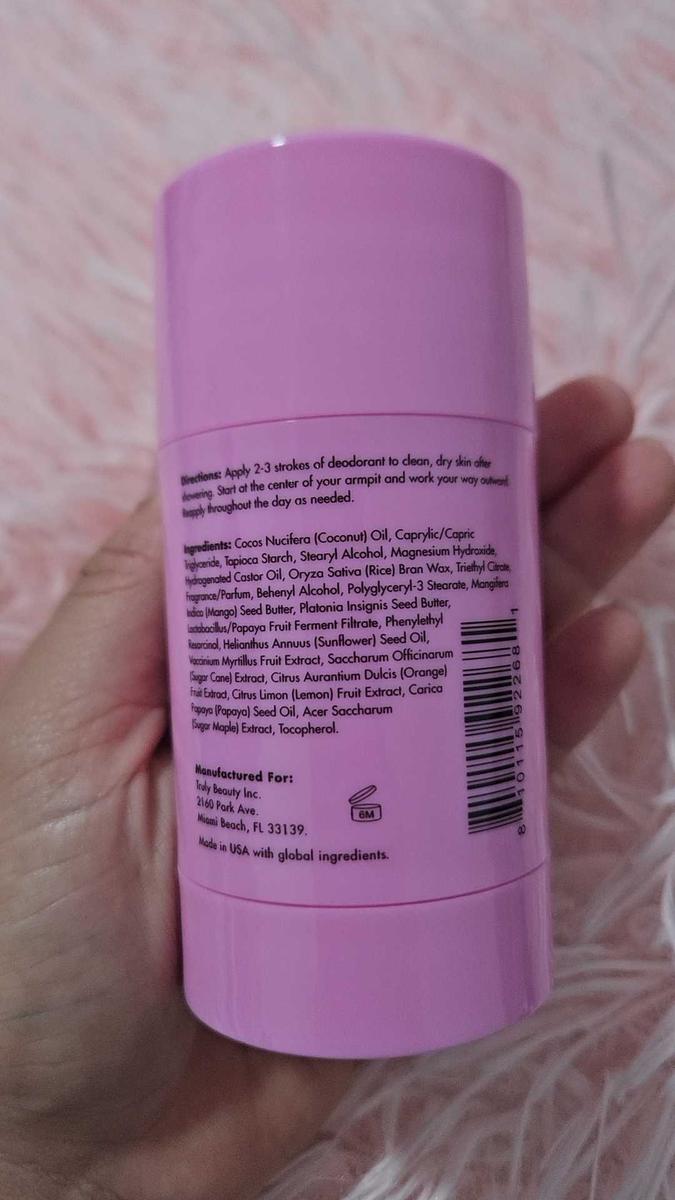 Directions: Apply 2-3 strokes of deodorant to clean, dry skin after
showering. Start at the center of your armpit and work your way outward.
Reapply throughout the day as needed.
Ingredients: Cocos Nucifera (Coconut) Oil, Caprylic/Capric
Triglyceride, Tapioca Starch, Stearyl Alcohol, Magnesium Hydroxide,
Hydrogenated Castor Oil, Oryza Sativa (Rice) Bran Wax, Triethyl Citrate,
Fragrance/Parfum, Behenyl Alcohol, Polyglyceryl-3 Stearate, Mangifera
Indica (Mango) Seed Butter, Platonia Insignis Seed Butter,
Lactobacillus/Papaya Fruit Ferment Filtrate, Phenylethyl
Resorcinol, Helianthus Annuus (Sunflower) Seed Oil,
Vaccinium Myrtillus Fruit Extract, Saccharum Officinarum
(Sugar Cane) Extract, Citrus Aurantium Dulcis (Orange)
Fruit Extract, Citrus Limon (Lemon) Fruit Extract, Carica
Papaya (Papaya) Seed Oil, Acer Saccharum
(Sugar Maple) Extract, Tocopherol.
Manufactured For:
Truly Beauty Inc.
2160 Park Ave.
Miami Beach, FL 33139.
Made in USA with global ingredients.
6M
8 10115 92268 1